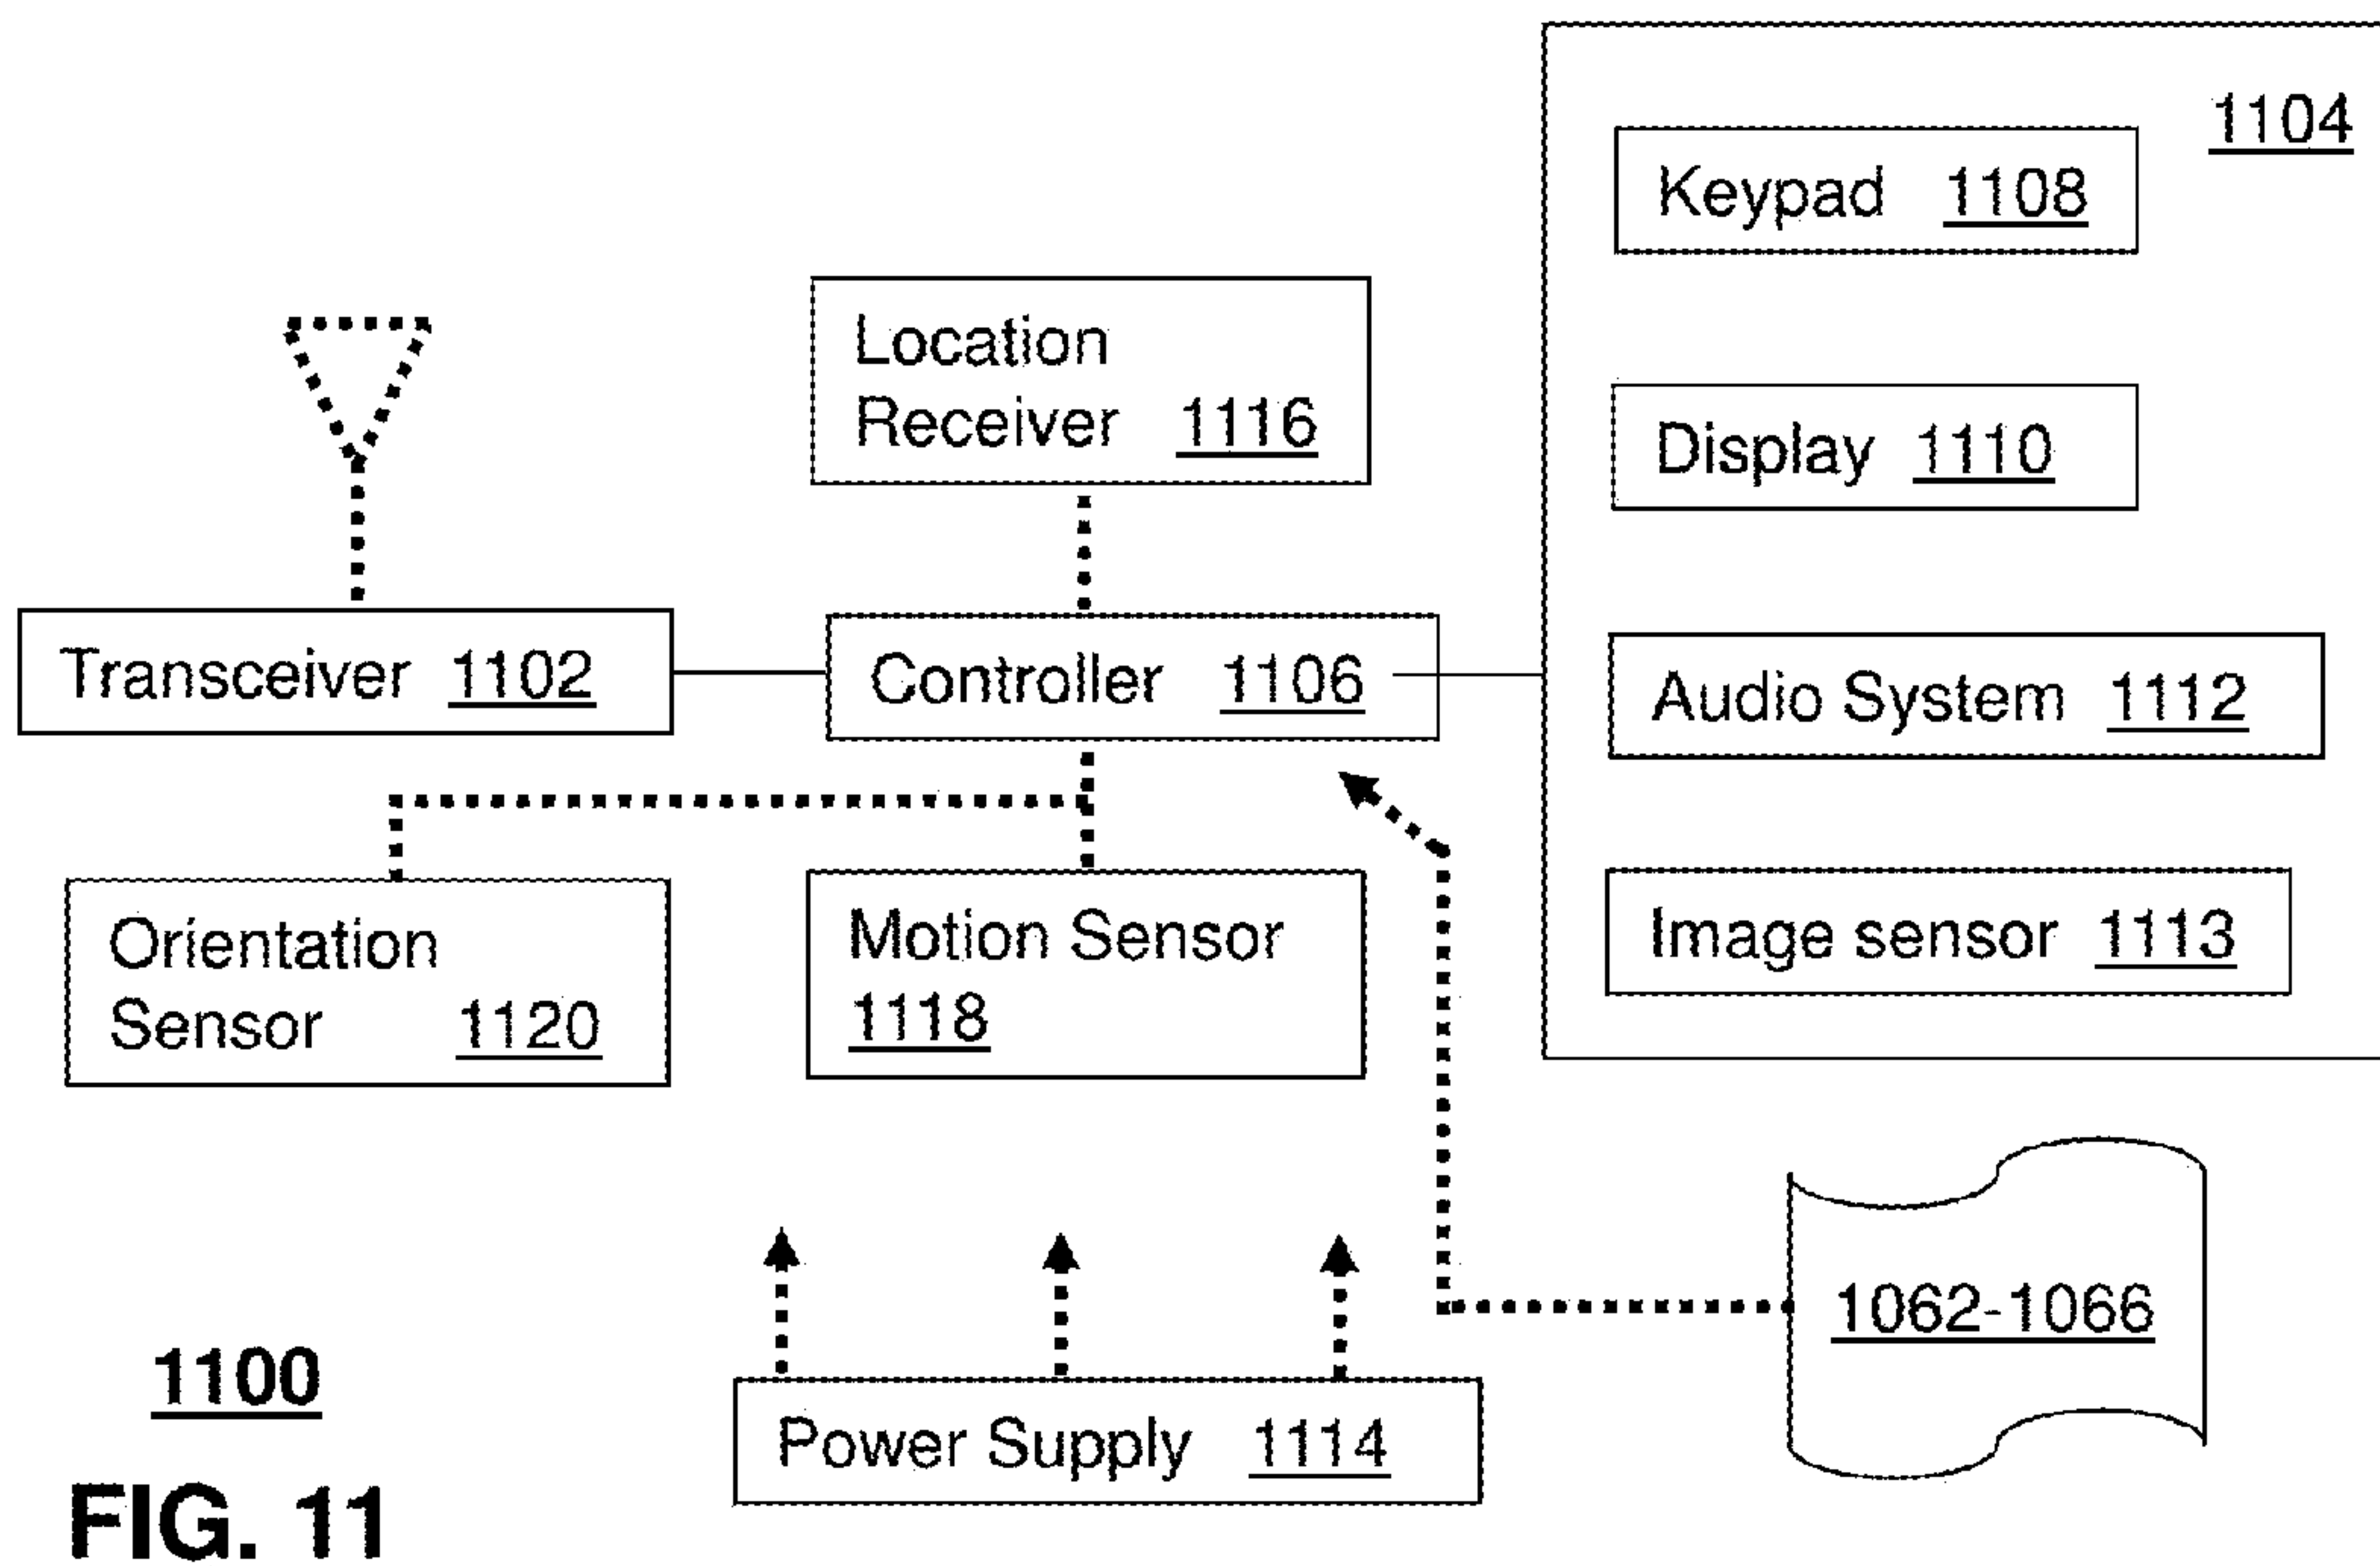 1104
Keypad 1108
Location
Receiver 1116
Display 1110
Transceiver 1102
Controller 1106
Audio System 1112
Orientation
Sensor 1120
Motion Sensor
1118
Image sensor 1113
1062-1066
Power Supply 1114
1100
FIG. 11